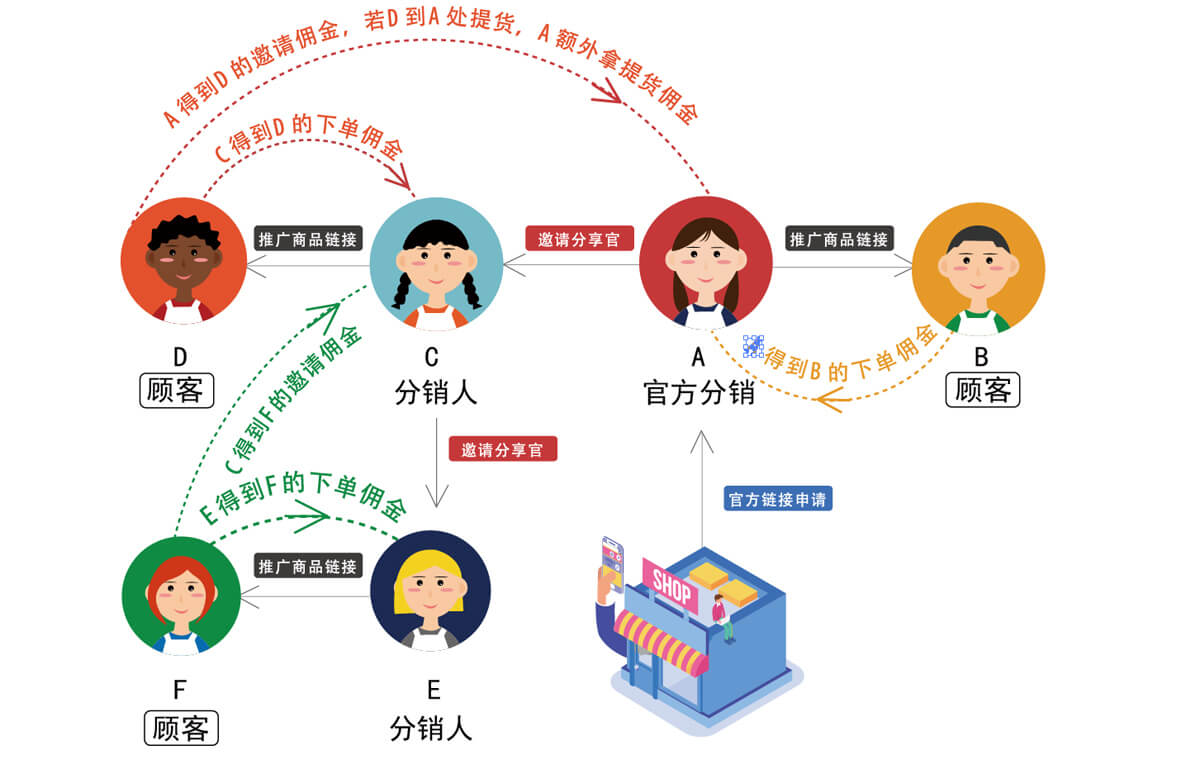 A得到D的邀请佣金，若D到A处提货，A额外拿提货佣金
C得到D的下单佣金
推广商品链接
邀请分享官
推广商品链接
得到B的下单佣金
D
顾客
C
分销人
A
官方分销
B
顾客
C得到F的邀请佣金
邀请分享官
E得到F的下单佣金
官方链接申请
推广商品链接
SHOP
F
顾客
E
分销人